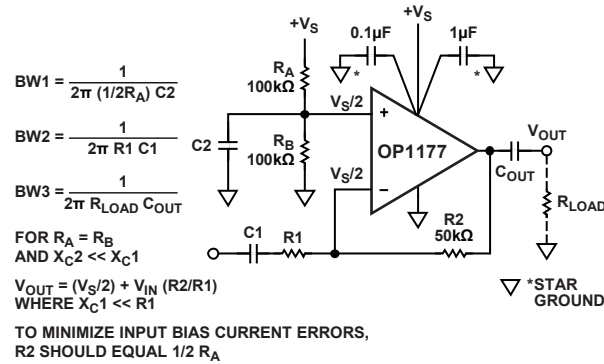 +VS
+VS
0.1µF
1µF
*
*
RA
100kΩ
BW1 = 1
2π (1/2RA) C2
VS/2
+
BW2 = 1
2π R1 C1
C2
RB
100kΩ
OP1177
VOUT
COUT
VS/2
–
BW3 = 1
2π RLOAD COUT
RLOAD
C1
R1
R2
50kΩ
FOR RA = RB
AND XC2 << XC1
VOUT = (VS/2) + VIN (R2/R1)
WHERE XC1 << R1
*STAR
GROUND
TO MINIMIZE INPUT BIAS CURRENT ERRORS,
R2 SHOULD EQUAL 1/2 RA